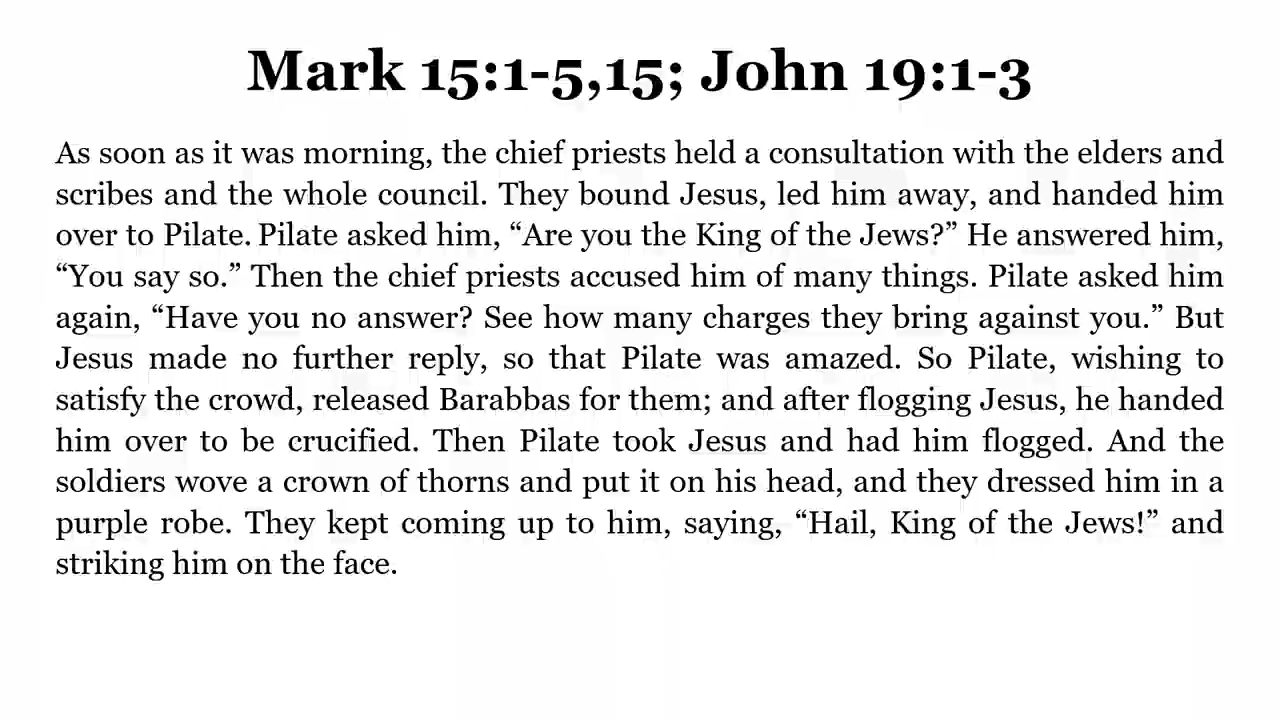 Mark 15:1-5,15; John 19:1-3
As soon as it was morning, the chief priests held a consultation with the elders and
scribes and the whole council. They bound Jesus, led him away, and handed him
over to Pilate. Pilate asked him, “Are you the King of the Jews?” He answered him,
“You say so.” Then the chief priests accused him of many things. Pilate asked him
again, “Have you no answer? See how many charges they bring against you.” But
Jesus made no further reply, so that Pilate was amazed. So Pilate, wishing to
satisfy the crowd, released Barabbas for them; and after flogging Jesus, he handed
him over to be crucified. Then Pilate took Jesus and had him flogged. And the
soldiers wove a crown of thorns and put it on his head, and they dressed him in a
purple robe. They kept coming up to him, saying, “Hail, King of the Jews!” and
striking him on the face.